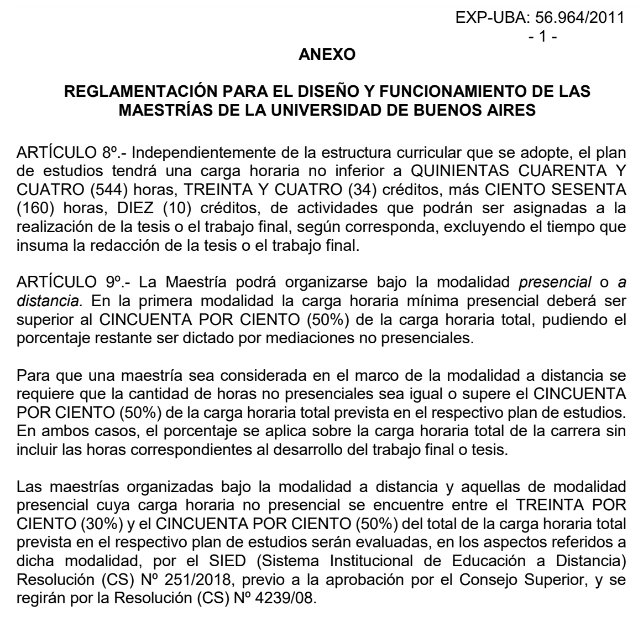 EXP-UBA: 56.964/2011
- 1 -
ANEXO
REGLAMENTACIÓN PARA EL DISEÑO Y FUNCIONAMIENTO DE LAS
MAESTRÍAS DE LA UNIVERSIDAD DE BUENOS AIRES
ARTÍCULO 8º.- Independientemente de la estructura curricular que se adopte, el plan
de estudios tendrá una carga horaria no inferior a QUINIENTAS CUARENTA Y
CUATRO (544) horas, TREINTA Y CUATRO (34) créditos, más CIENTO SESENTA
(160) horas, DIEZ (10) créditos, de actividades que podrán ser asignadas a la
realización de la tesis o el trabajo final, según corresponda, excluyendo el tiempo que
insuma la redacción de la tesis o el trabajo final.
ARTÍCULO 9º.- La Maestría podrá organizarse bajo la modalidad presencial o a
distancia. En la primera modalidad la carga horaria mínima presencial deberá ser
superior al CINCUENTA POR CIENTO (50%) de la carga horaria total, pudiendo el
porcentaje restante ser dictado por mediaciones no presenciales.
Para que una maestría sea considerada en el marco de la modalidad a distancia se
requiere que la cantidad de horas no presenciales sea igual o supere el CINCUENTA
POR CIENTO (50%) de la carga horaria total prevista en el respectivo plan de estudios.
En ambos casos, el porcentaje se aplica sobre la carga horaria total de la carrera sin
incluir las horas correspondientes al desarrollo del trabajo final o tesis.
Las maestrías organizadas bajo la modalidad a distancia y aquellas de modalidad
presencial cuya carga horaria no presencial se encuentre entre el TREINTA POR
CIENTO (30%) y el CINCUENTA POR CIENTO (50%) del total de la carga horaria total
prevista en el respectivo plan de estudios serán evaluadas, en los aspectos referidos a
dicha modalidad, por el SIED (Sistema Institucional de Educación a Distancia)
Resolución (CS) Nº 251/2018, previo a la aprobación por el Consejo Superior, y se
regirán por la Resolución (CS) Nº 4239/08.